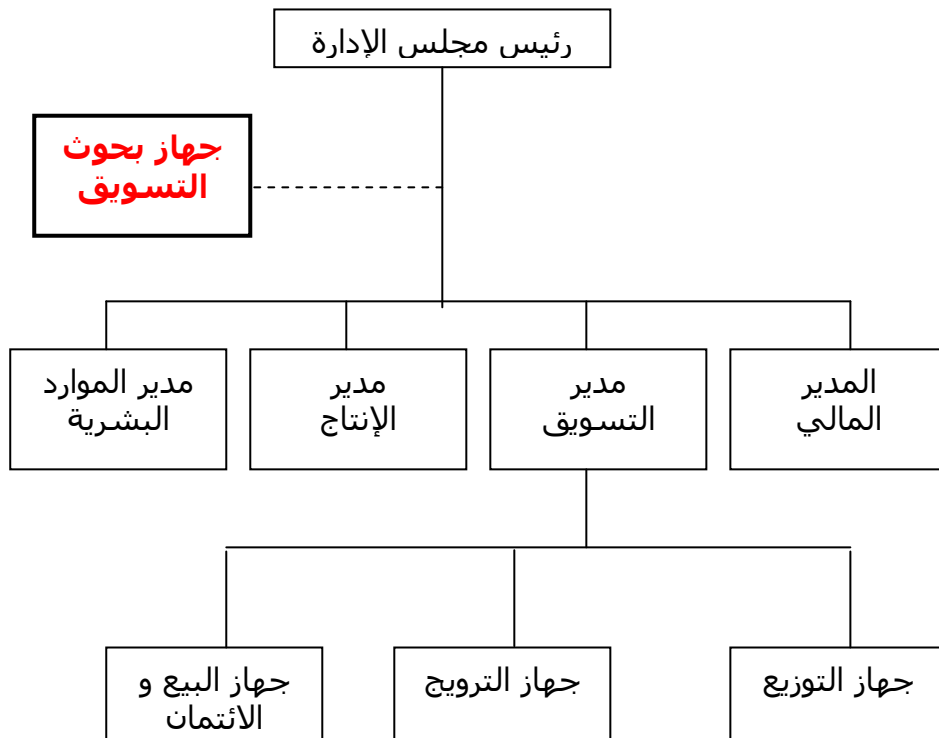 رئيس مجلس الإدارة
جهاز بحوث
التسويق
المدير
المالي
مدير
التسويق
مدير
الإنتاج
مدير الموارد
البشرية
جهاز التوزيع
جهاز الترويج
جهاز البيع و
الائتمان